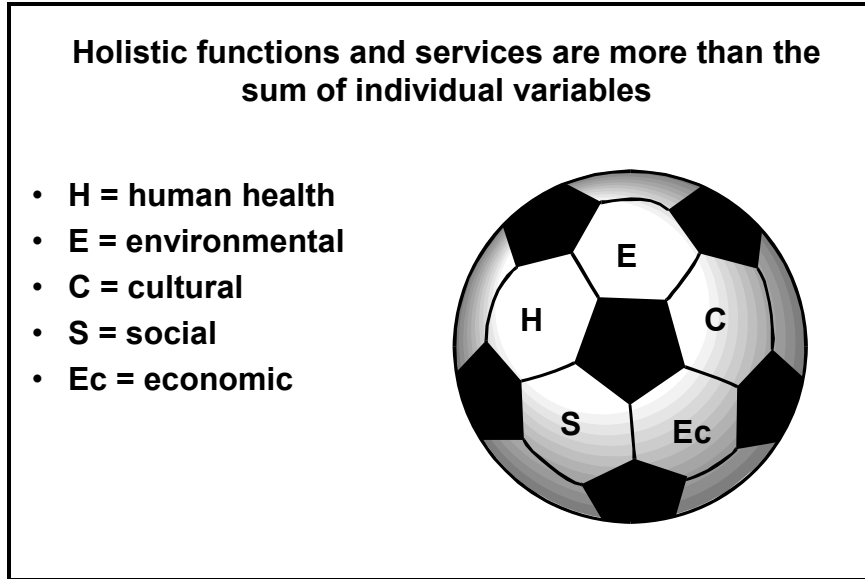 Holistic functions and services are more than the
sum of individual variables
• H = human health
• E = environmental
• C = cultural
• S = social
• Ec = economic
E
H
C
S
Ec